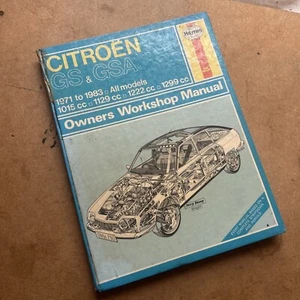 Haynes
CITROËN
GS & GSA
1971 to 1983 □ All models
1015 cc □ 1129 cc □ 1222 cc □ 1299 cc
Owners Workshop Manual